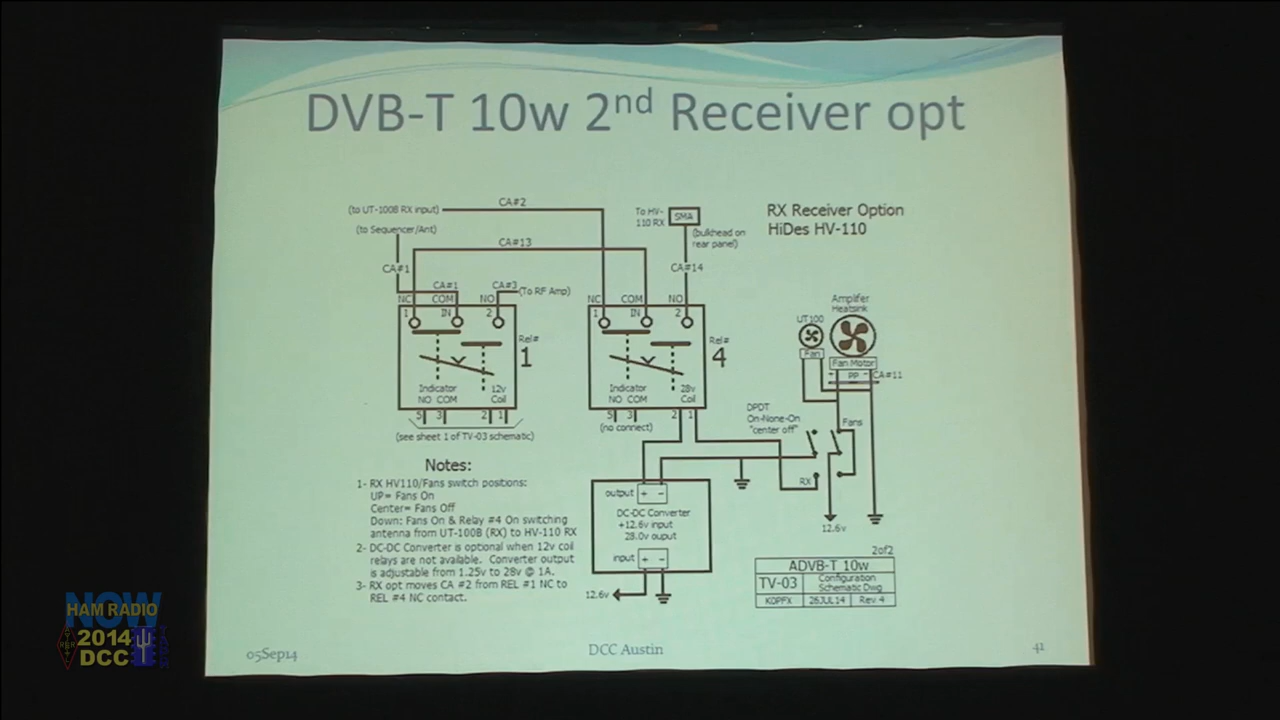 DVB-T 10w 2nd Receiver opt
(to UT-100B RX input)
CA#2
(to Sequencer/Ant)
CA#13
CA#1
CA#1
CA#3
(To RF Amp)
NC COM NO
1 IN 2
Rel#
1
Indicator 12v
NO COM Coil
5 3 2 1
(see sheet 1 of TV-03 schematic)
To HV-
110 RX
SMA
(bulkhead on
rear panel)
CA#14
NC COM NO
1 IN 2
Rel#
4
Indicator 28v
NO COM Coil
5 3 2 1
(no connect)
RX Receiver Option
HiDes HV-110
Amplifer
Heatsink
UT100
Fan
Fan Motor
- PP -
CA#11
DPDT
On-None-On
"center off"
Fans
RX
12.6v
output + -
DC-DC Converter
+12.6v input
28.0v ouput
input + -
12.6v
Notes:
1- RX HV110/Fans switch positions:
UP= Fans On
Center= Fans Off
Down: Fans On & Relay #4 On switching
antenna from UT-100B (RX) to HV-110 RX
2- DC-DC Converter is optional when 12v coil
relays are not available. Converter output
is adjustable from 1.25v to 28v @ 1A.
3- RX opt moves CA #2 from REL #1 NC to
REL #4 NC contact.
2of2
ADVB-T 10w
TV-03 Configuration
Schematic Dwg
K0PFX 26JUL14 Rev.4
05Sep14
DCC Austin
41
NOW
HAM RADIO
2014
DCC